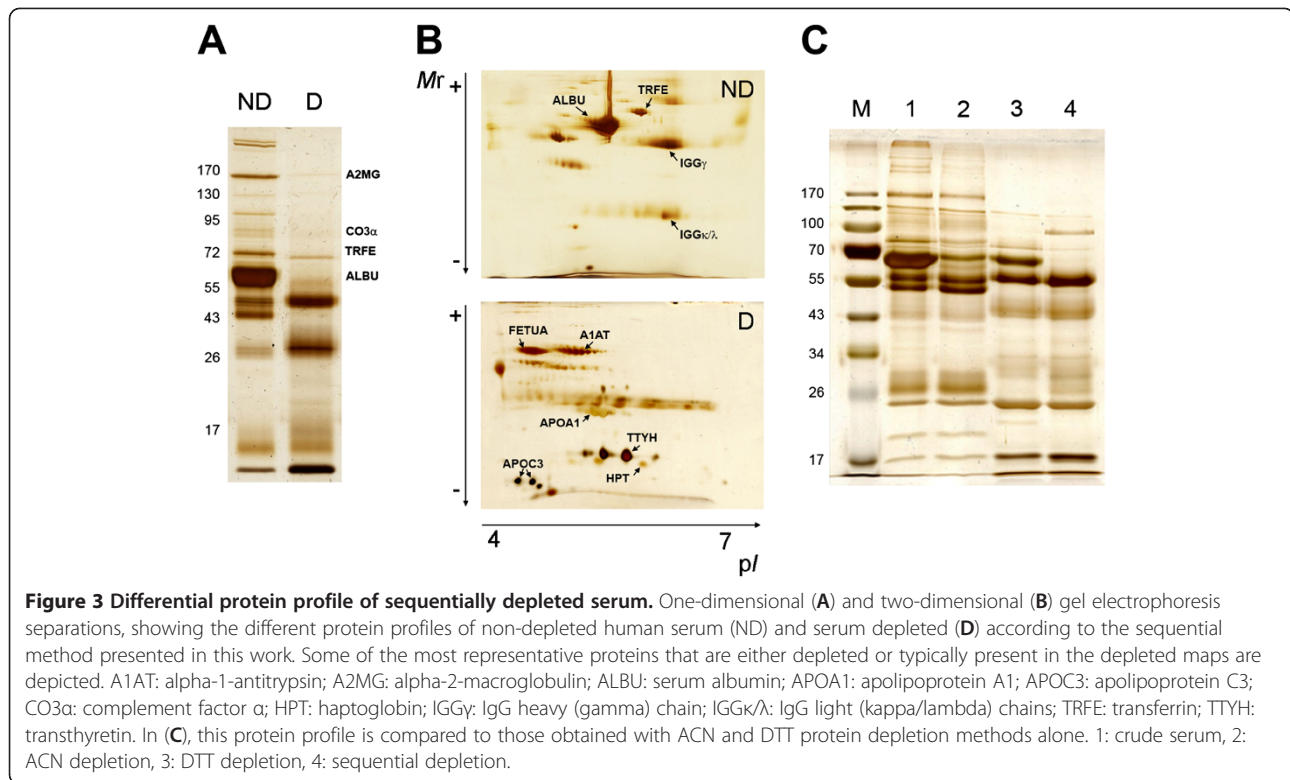 A
ND D
170
130
95
72
55
43
26
17
A2MG
CO3α
TRFE
ALBU
B
Mr
+
-
ND
ALBU
TRFE
IGGγ
IGGκ/λ
+
-
D
FETUA
A1AT
APOA1
TTYH
APOC3
HPT
4 7
pI
C
M 1 2 3 4
170
100
70
55
43
34
26
17
Figure 3 Differential protein profile of sequentially depleted serum. One-dimensional (A) and two-dimensional (B) gel electrophoresis
separations, showing the different protein profiles of non-depleted human serum (ND) and serum depleted (D) according to the sequential
method presented in this work. Some of the most representative proteins that are either depleted or typically present in the depleted maps are
depicted. A1AT: alpha-1-antitrypsin; A2MG: alpha-2-macroglobulin; ALBU: serum albumin; APOA1: apolipoprotein A1; APOC3: apolipoprotein C3;
CO3α: complement factor α; HPT: haptoglobin; IGGγ: IgG heavy (gamma) chain; IGGκ/λ: IgG light (kappa/lambda) chains; TRFE: transferrin; TTYH:
transthyretin. In (C), this protein profile is compared to those obtained with ACN and DTT protein depletion methods alone. 1: crude serum, 2:
ACN depletion, 3: DTT depletion, 4: sequential depletion.